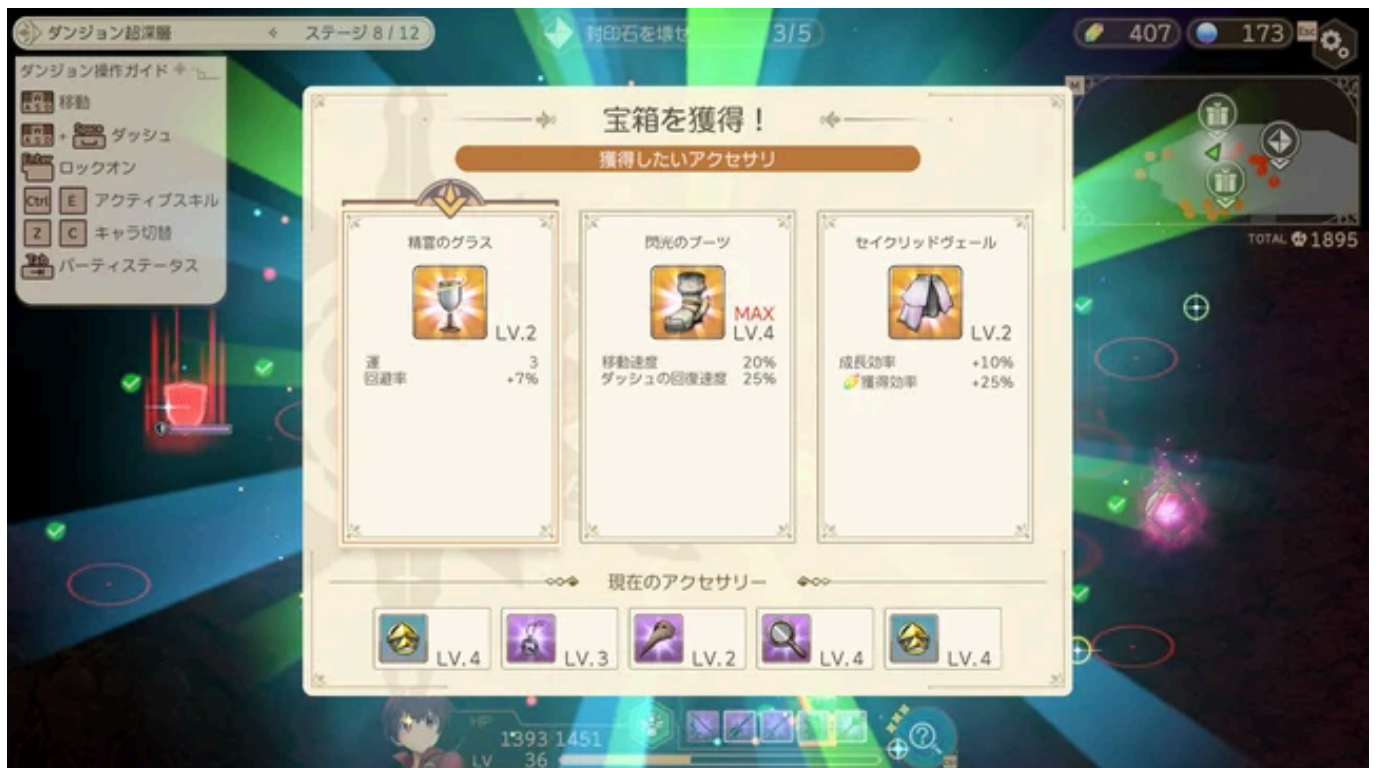 ダンジョン超深層
ステージ 8 / 12
封印石を壊せ
3/5
407
173
Esc
ダンジョン操作ガイド
A S D 移動
A S D + Space ダッシュ
Enter ロックオン
Ctrl E アクティブスキル
Z C キャラ切替
Tab パーティステータス
M
TOTAL 1895
宝箱を獲得！
獲得したいアクセサリ
精霊のグラス
LV.2
運 3
回避率 +7%
閃光のブーツ
MAX
LV.4
移動速度 20%
ダッシュの回復速度 25%
セイクリッドヴェール
LV.2
成長効率 +10%
獲得効率 +25%
現在のアクセサリー
LV.4
LV.3
LV.2
LV.4
LV.4
HP
1393 1451
LV 36